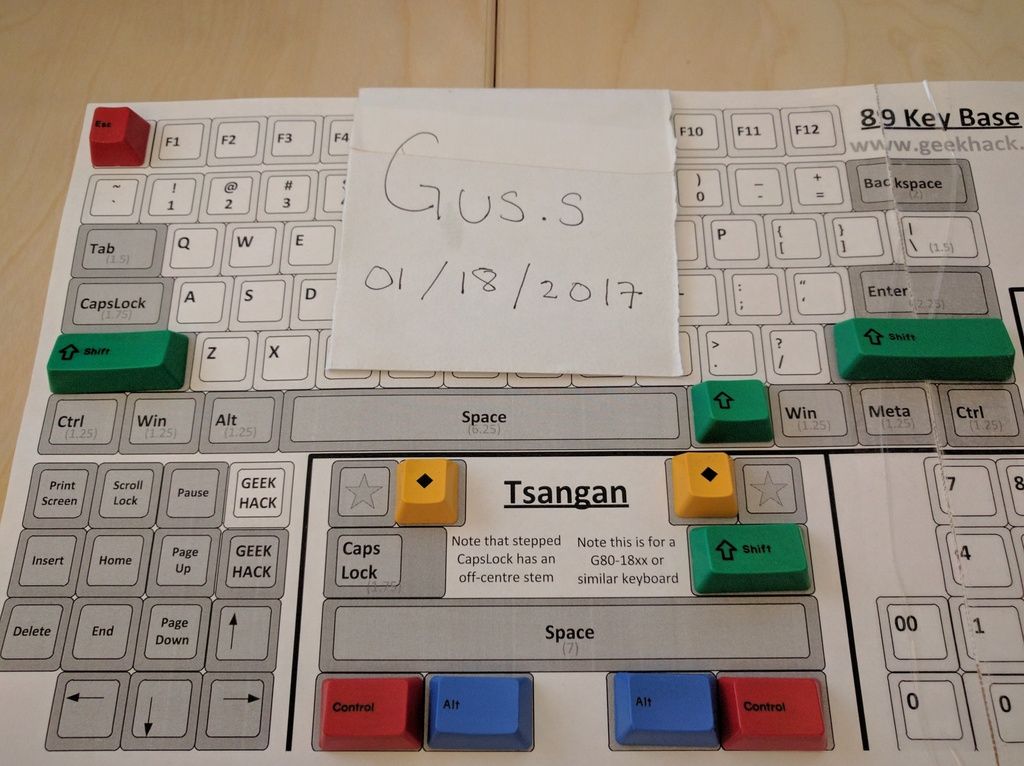 89 Key Base
www.geekhack.
Esc
F1
F2
F3
F4
F10
F11
F12
Gus.s
01/18/2017
~
`
!
1
@
2
#
3
)
0
_
-
+
=
Backspace
(2)
Tab
(1.5)
Q
W
E
P
{
[
}
]
|
\ (1.5)
CapsLock
(1.75)
A
S
D
:
;
"
'
Enter
(2.25)
Shift
Z
X
>
.
?
/
Shift
Ctrl
(1.25)
Win
(1.25)
Alt
(1.25)
Space
(6.25)
Win
(1.25)
Meta
(1.25)
Ctrl
(1.25)
Print
Screen
Scroll
Lock
Pause
GEEK
HACK
Insert
Home
Page
Up
GEEK
HACK
Delete
End
Page
Down
Tsangan
Caps
Lock
(1.75)
Note that stepped
CapsLock has an
off-centre stem
Note this is for a
G80-18xx or
similar keyboard
Shift
Space
(7)
Control
Alt
Alt
Control
7
8
4
00
1
0
0